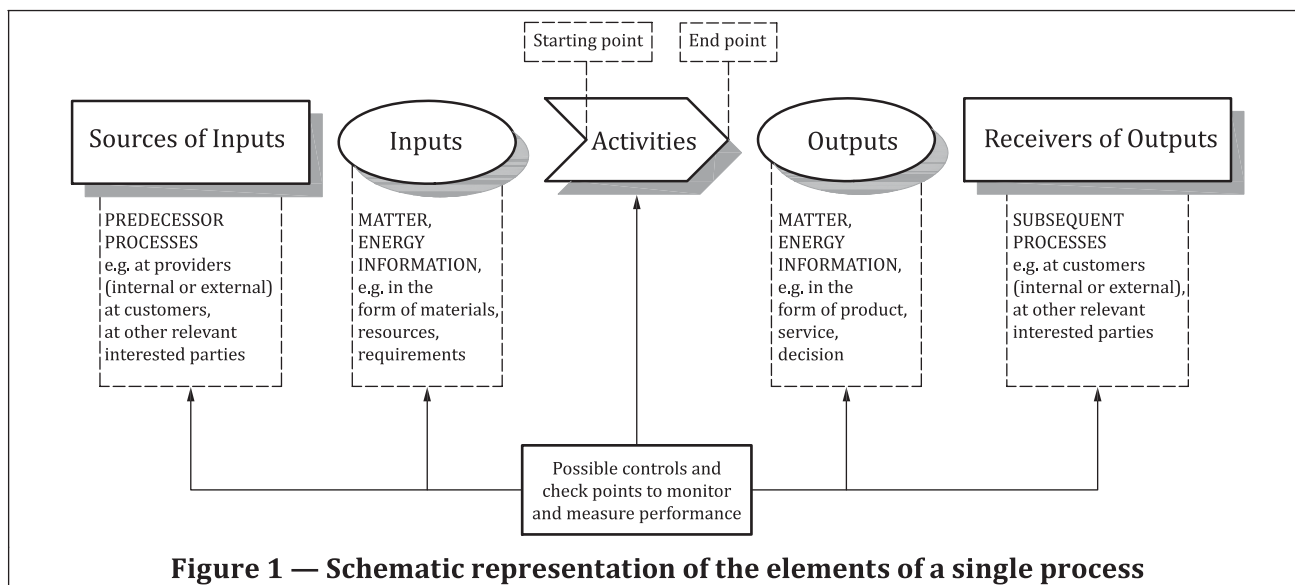 Starting point
End point
Sources of Inputs
Inputs
Activities
Outputs
Receivers of Outputs
PREDECESSOR
PROCESSES
e.g. at providers
(internal or external)
at customers,
at other relevant
interested parties
MATTER,
ENERGY
INFORMATION,
e.g. in the
form of materials,
resources,
requirements
MATTER,
ENERGY
INFORMATION,
e.g. in the
form of product,
service,
decision
SUBSEQUENT
PROCESSES
e.g. at customers
(internal or external),
at other relevant
interested parties
Possible controls and
check points to monitor
and measure performance
Figure 1 — Schematic representation of the elements of a single process